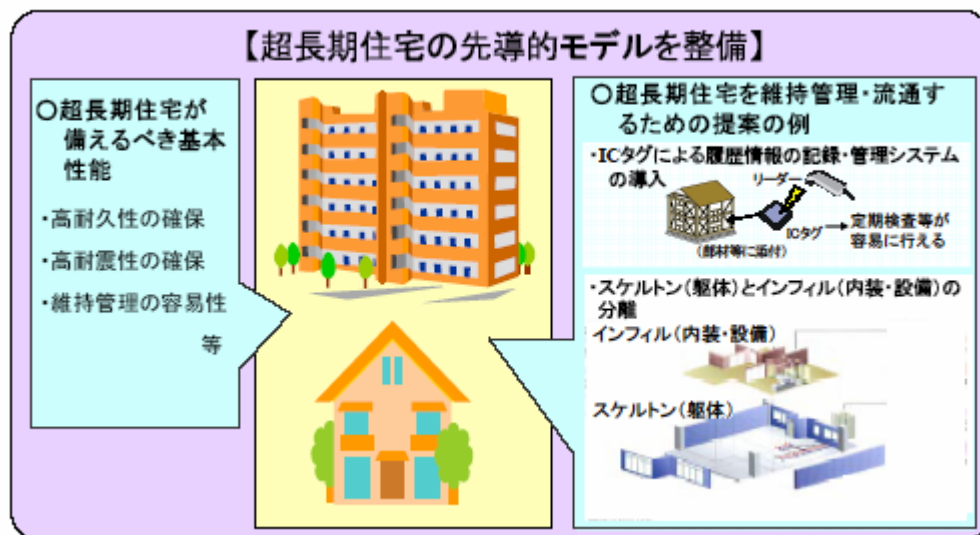 【超長期住宅の先導的モデルを整備】
○超長期住宅が
備えるべき基本
性能
・高耐久性の確保
・高耐震性の確保
・維持管理の容易性
等
○超長期住宅を維持管理・流通す
るための提案の例
・ICタグによる履歴情報の記録・管理システム
の導入
リーダー
ICタグ
(部材等に添付)
定期検査等が
容易に行える
・スケルトン(躯体)とインフィル(内装・設備)の
分離
インフィル(内装・設備)
スケルトン(躯体)